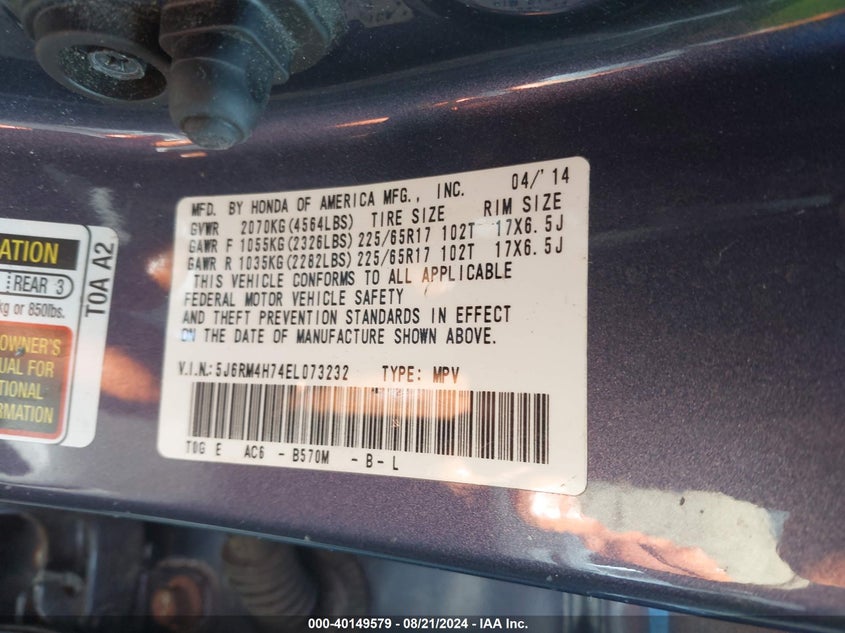 MFD. BY HONDA OF AMERICA MFG., INC. 04/'14
GVWR 2070KG(4564LBS) TIRE SIZE RIM SIZE
GAWR F 1055KG(2326LBS) 225/65R17 102T 17X6.5J
GAWR R 1035KG(2282LBS) 225/65R17 102T 17X6.5J
THIS VEHICLE CONFORMS TO ALL APPLICABLE
FEDERAL MOTOR VEHICLE SAFETY
AND THEFT PREVENTION STANDARDS IN EFFECT
ON THE DATE OF MANUFACTURE SHOWN ABOVE.
V.I.N.: 5J6RM4H74EL073232 TYPE: MPV
T0G E AC6 - B570M - B - L
REAR 3
kg or 850lbs.
OWNER'S
FOR
T0A A2
000-40149579 - 08/21/2024 - IAA Inc.